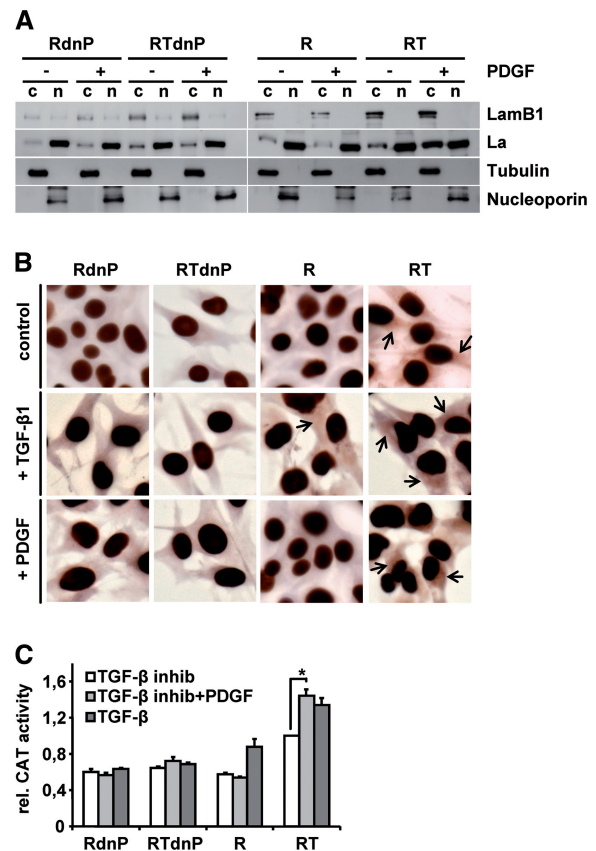 A
RdnP RTdnP R RT
- + - + - + - + PDGF
c n c n c n c n c n c n c n c n
LamB1
La
Tubulin
Nucleoporin
B
RdnP RTdnP R RT
control
+ TGF-β1
+ PDGF
C
rel. CAT activity
1,6
1,2
0,8
0,4
0
TGF-β inhib
TGF-β inhib+PDGF
TGF-β
*
RdnP RTdnP R RT